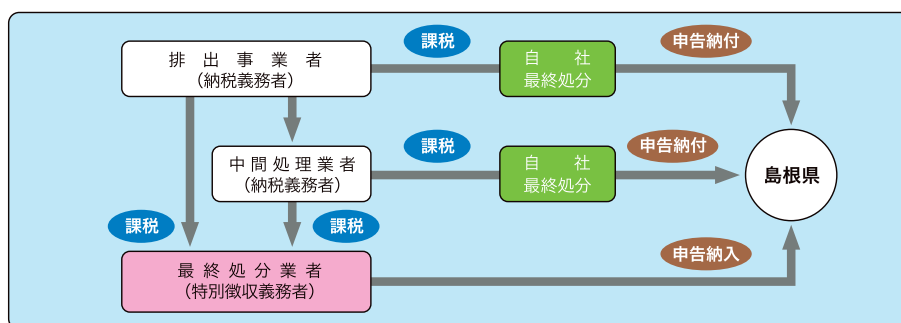 課税
申告納付
排出事業者
(納税義務者)
自社
最終処分
課税
申告納付
中間処理業者
(納税義務者)
自社
最終処分
島根県
課税
課税
最終処分業者
(特別徴収義務者)
申告納入